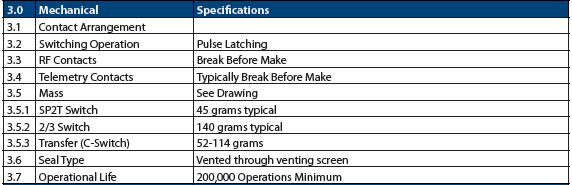 3.0 Mechanical Specifications
3.1 Contact Arrangement
3.2 Switching Operation Pulse Latching
3.3 RF Contacts Break Before Make
3.4 Telemetry Contacts Typically Break Before Make
3.5 Mass See Drawing
3.5.1 SP2T Switch 45 grams typical
3.5.2 2/3 Switch 140 grams typical
3.5.3 Transfer (C-Switch) 52-114 grams
3.6 Seal Type Vented through venting screen
3.7 Operational Life 200,000 Operations Minimum